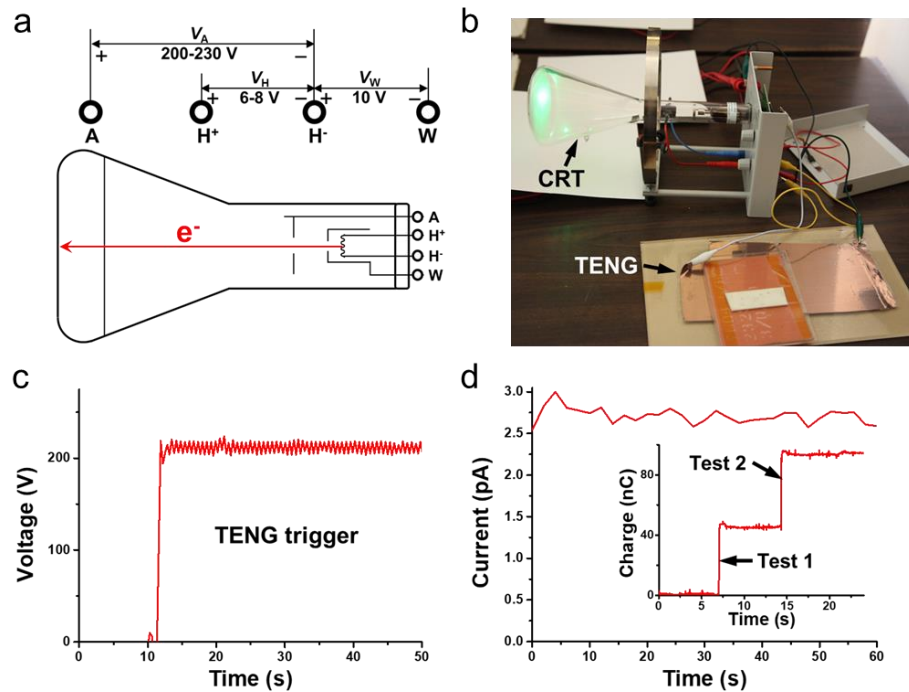 a
V_A
+ 200-230 V −
V_H
V_W
+ 6-8 V −
+ 10 V −
A
H⁺
H⁻
W
e⁻
A
H⁺
H⁻
W
b
CRT
TENG
c
Voltage (V)
200
100
0
0 10 20 30 40 50
Time (s)
TENG trigger
d
Current (pA)
3.0
2.5
2.0
1.5
1.0
0.5
0.0
0 10 20 30 40 50 60
Time (s)
Charge (nC)
80
40
0
0 5 10 15 20
Time (s)
Test 2
Test 1